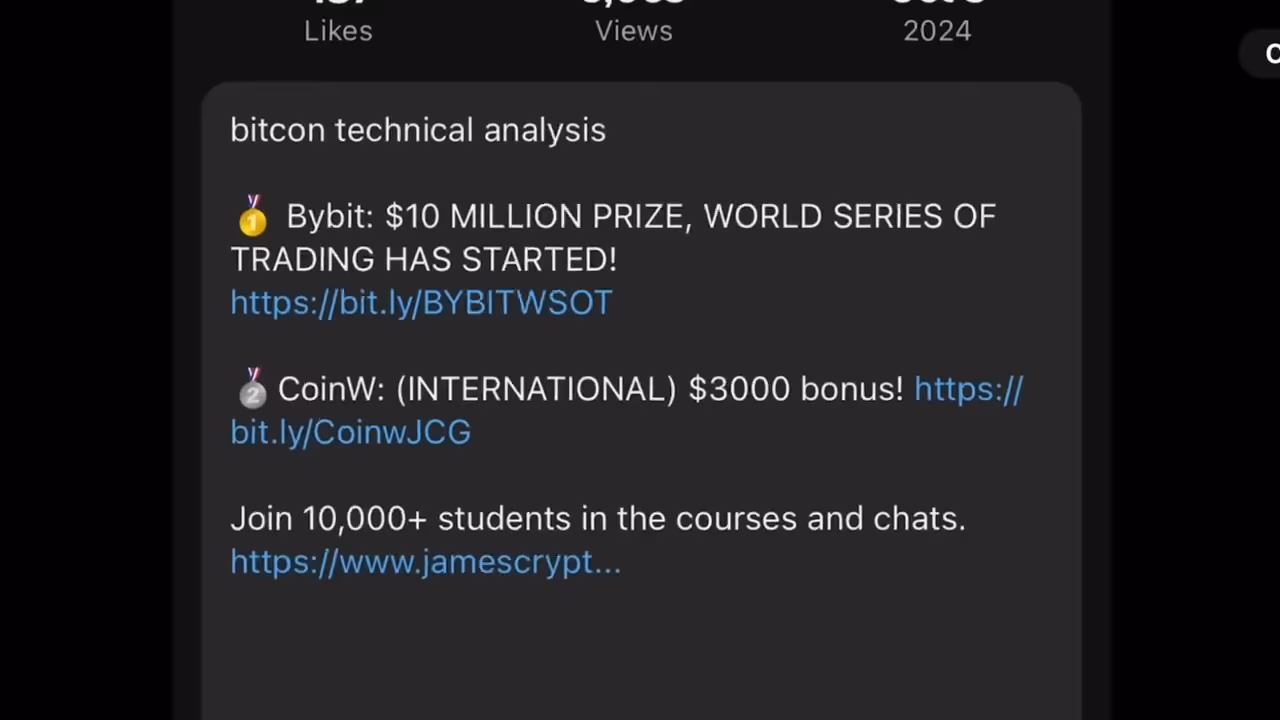 Likes Views 2024
bitcon technical analysis
🥇 Bybit: $10 MILLION PRIZE, WORLD SERIES OF
TRADING HAS STARTED!
https://bit.ly/BYBITWSOT
🥈CoinW: (INTERNATIONAL) $3000 bonus! https://
bit.ly/CoinwJCG
Join 10,000+ students in the courses and chats.
https://www.jamescrypt...